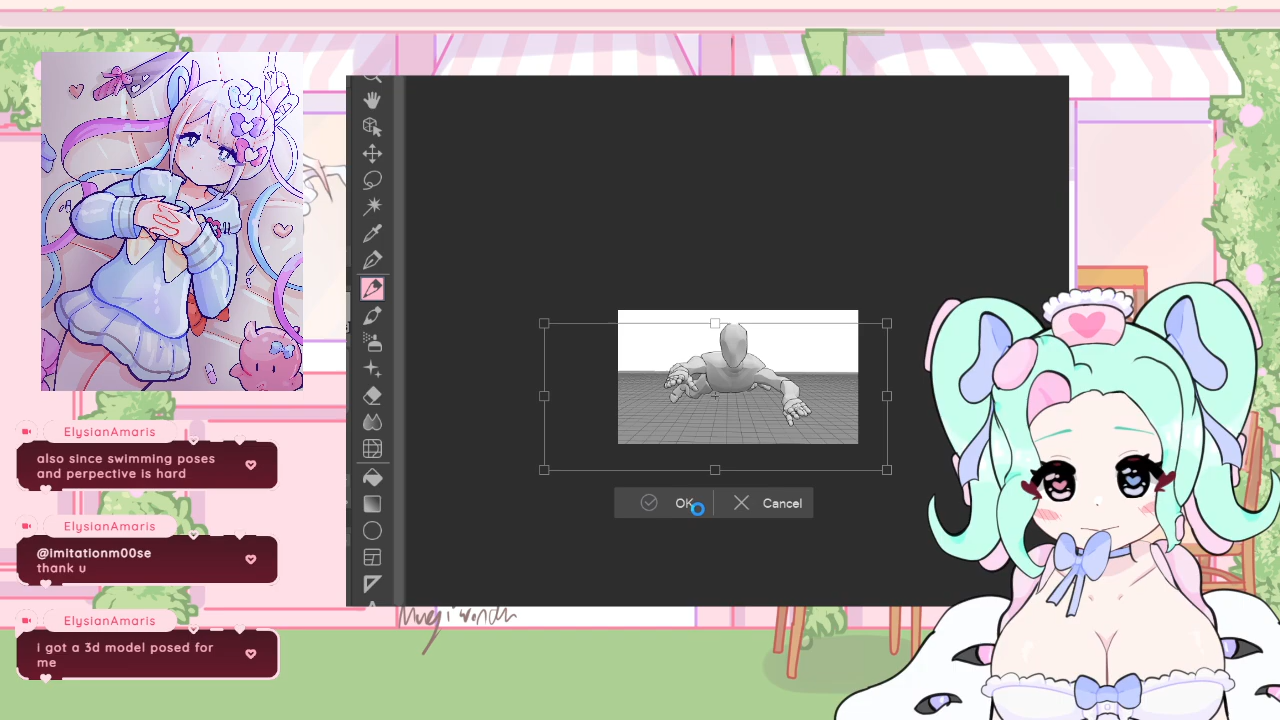 ElysianAmaris
also since swimming poses
and perpective is hard
ElysianAmaris
@imitationm00se
thank u
ElysianAmaris
i got a 3d model posed for
me
OK
Cancel